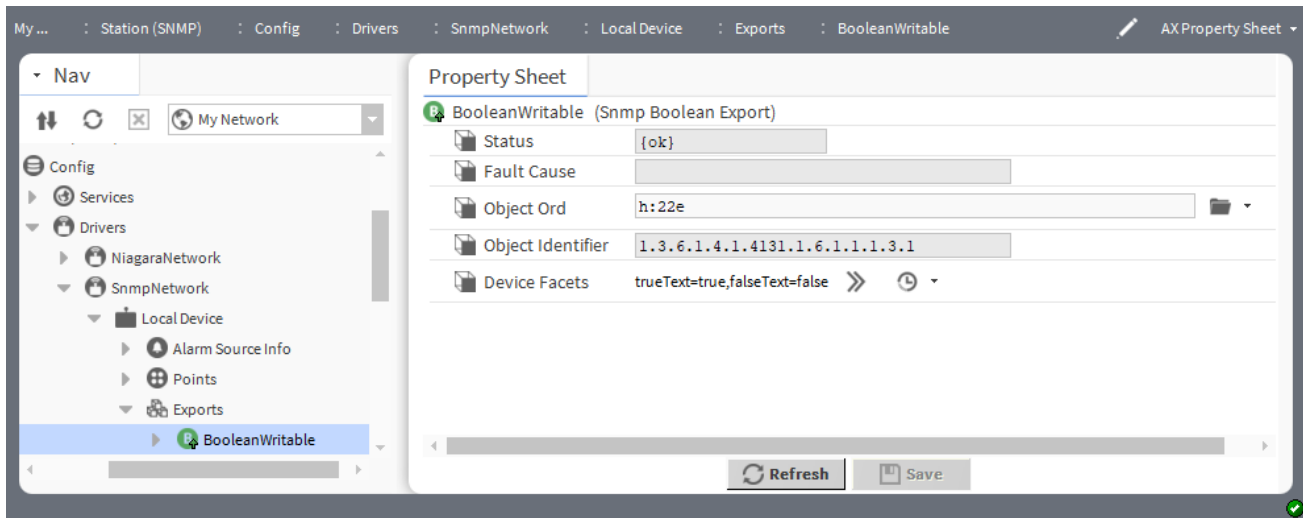 My ... : Station (SNMP) : Config : Drivers : SnmpNetwork : Local Device : Exports : BooleanWritable AX Property Sheet
Nav
My Network
Config
Services
Drivers
NiagaraNetwork
SnmpNetwork
Local Device
Alarm Source Info
Points
Exports
BooleanWritable
Property Sheet
BooleanWritable (Snmp Boolean Export)
Status {ok}
Fault Cause
Object Ord h:22e
Object Identifier 1.3.6.1.4.1.4131.1.6.1.1.1.3.1
Device Facets trueText=true,falseText=false
Refresh Save